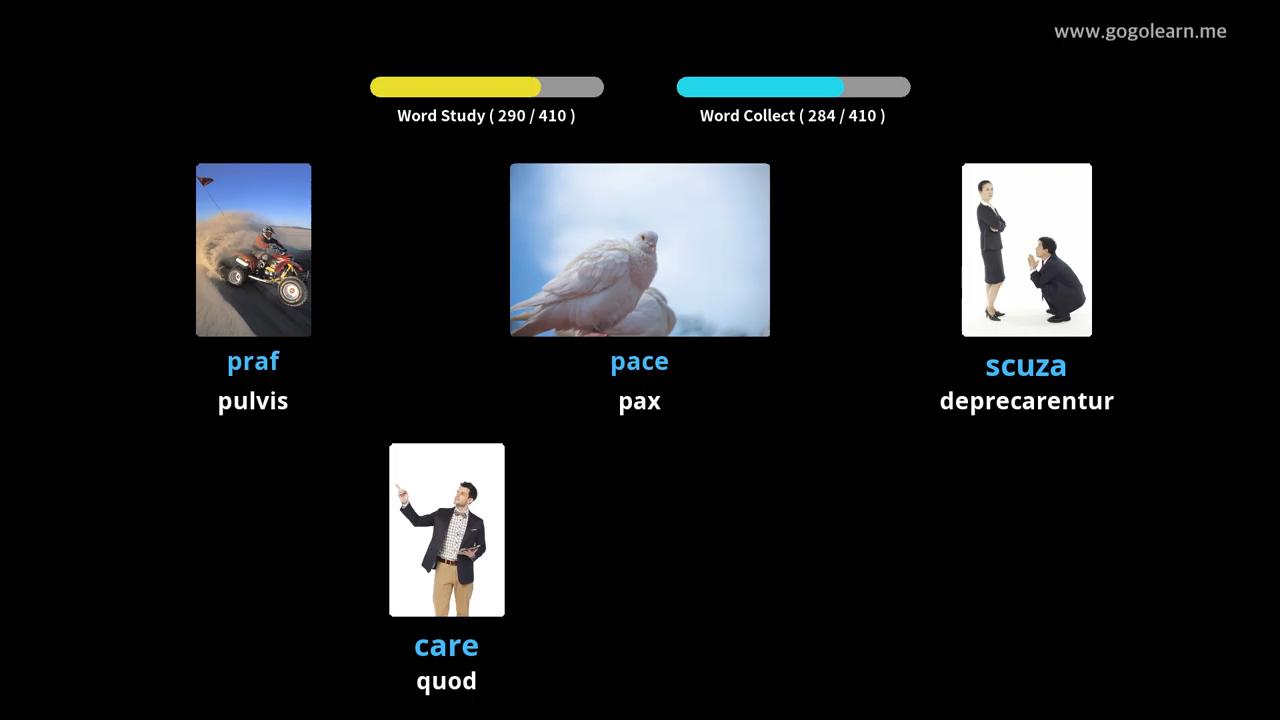 www.gogolearn.me
Word Study ( 290 / 410 )
Word Collect ( 284 / 410 )
praf
pulvis
pace
pax
scuza
deprecarentur
care
quod